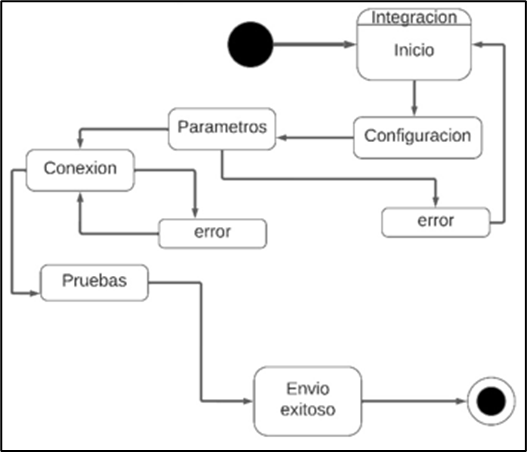 Integracion
Inicio
Parametros
Configuracion
Conexion
error
error
Pruebas
Envio
exitoso